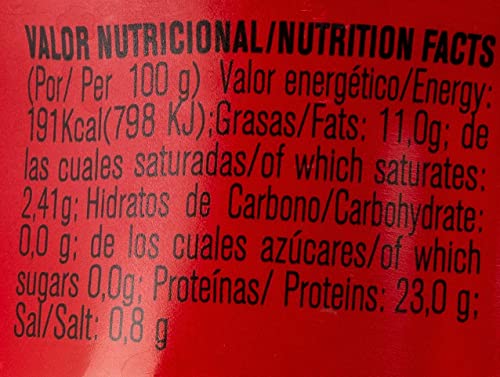 VALOR NUTRICIONAL/NUTRITION FACTS
(Por/ Per 100 g) Valor energético/Energy:
191Kcal(798 KJ);Grasas/Fats: 11,0g; de
las cuales saturadas/of which saturates:
2,41g; Hidratos de Carbono/Carbohydrate:
0,0 g; de los cuales azúcares/of which
sugars 0,0g; Proteínas/ Proteins: 23,0 g;
Sal/Salt: 0,8 g